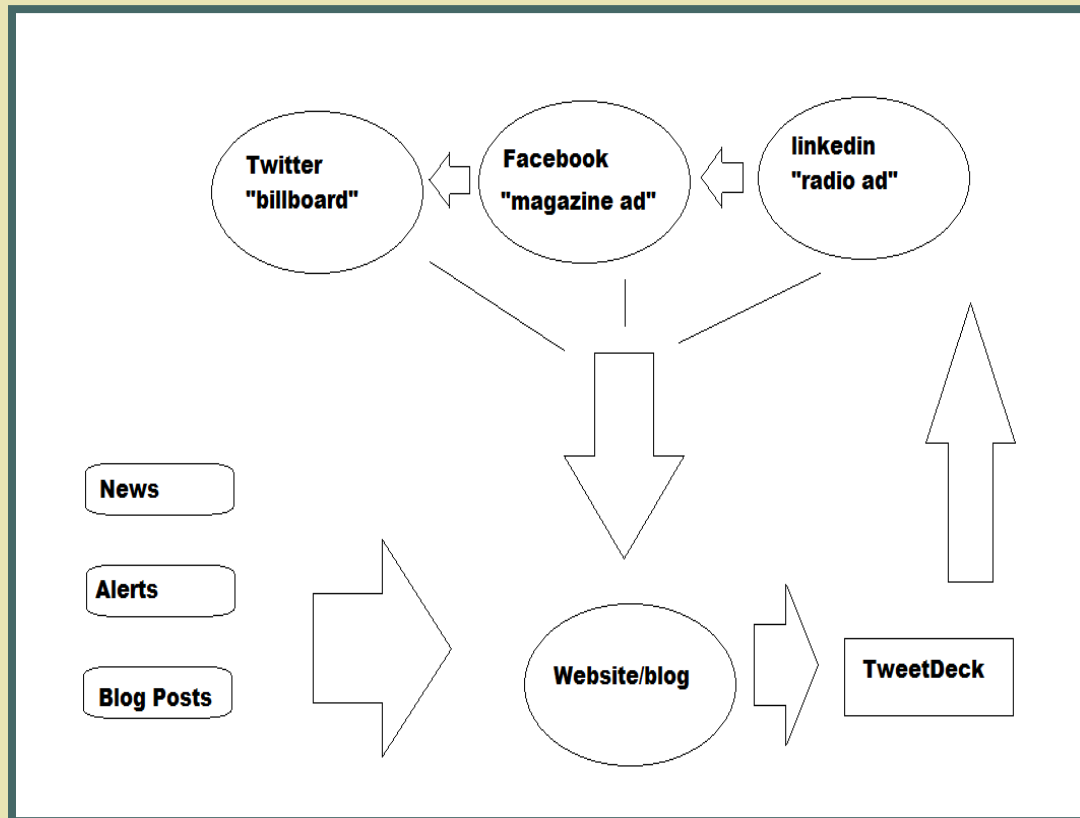 Twitter
"billboard"
Facebook
"magazine ad"
linkedin
"radio ad"
News
Alerts
Blog Posts
Website/blog
TweetDeck